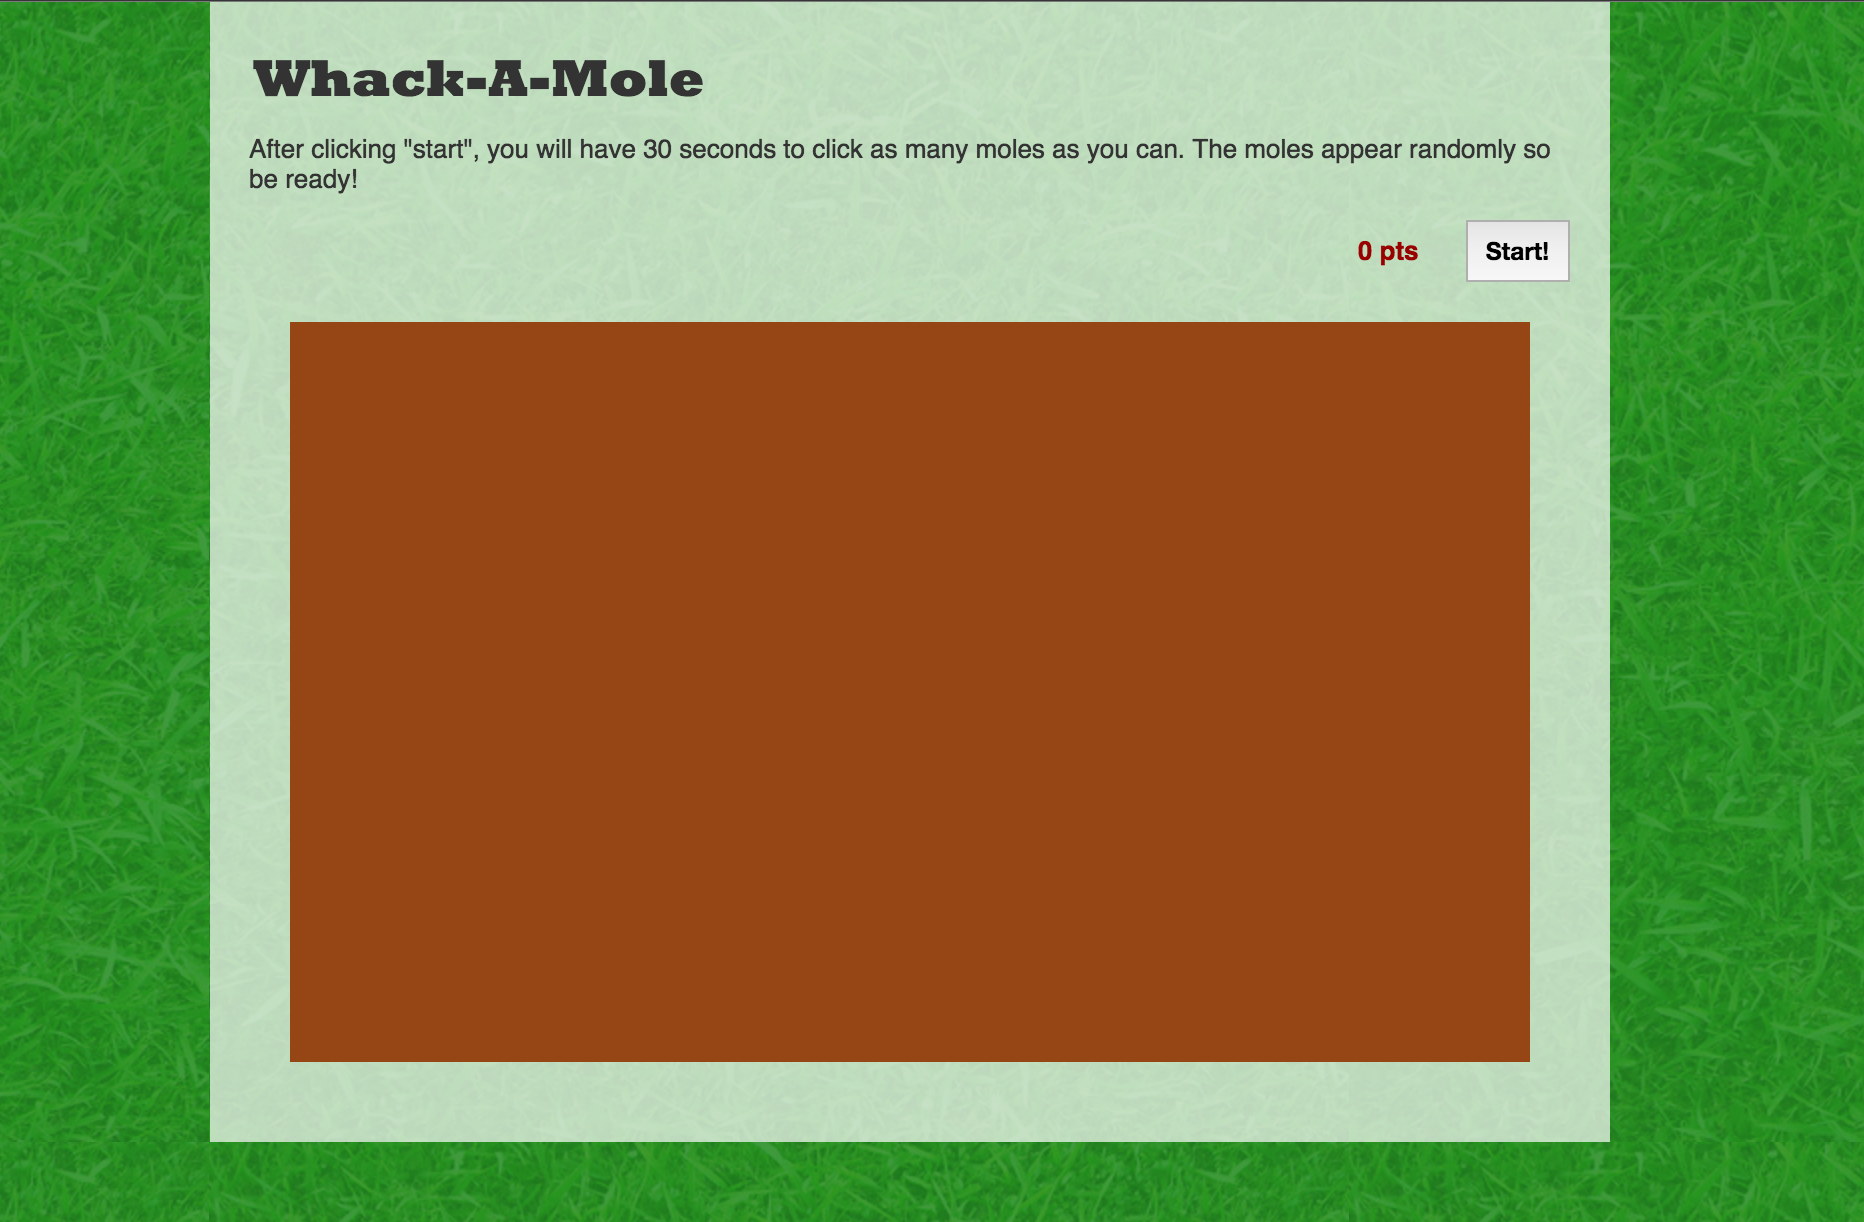 Whack-A-Mole
After clicking "start", you will have 30 seconds to click as many moles as you can. The moles appear randomly so
be ready!
0 pts
Start!